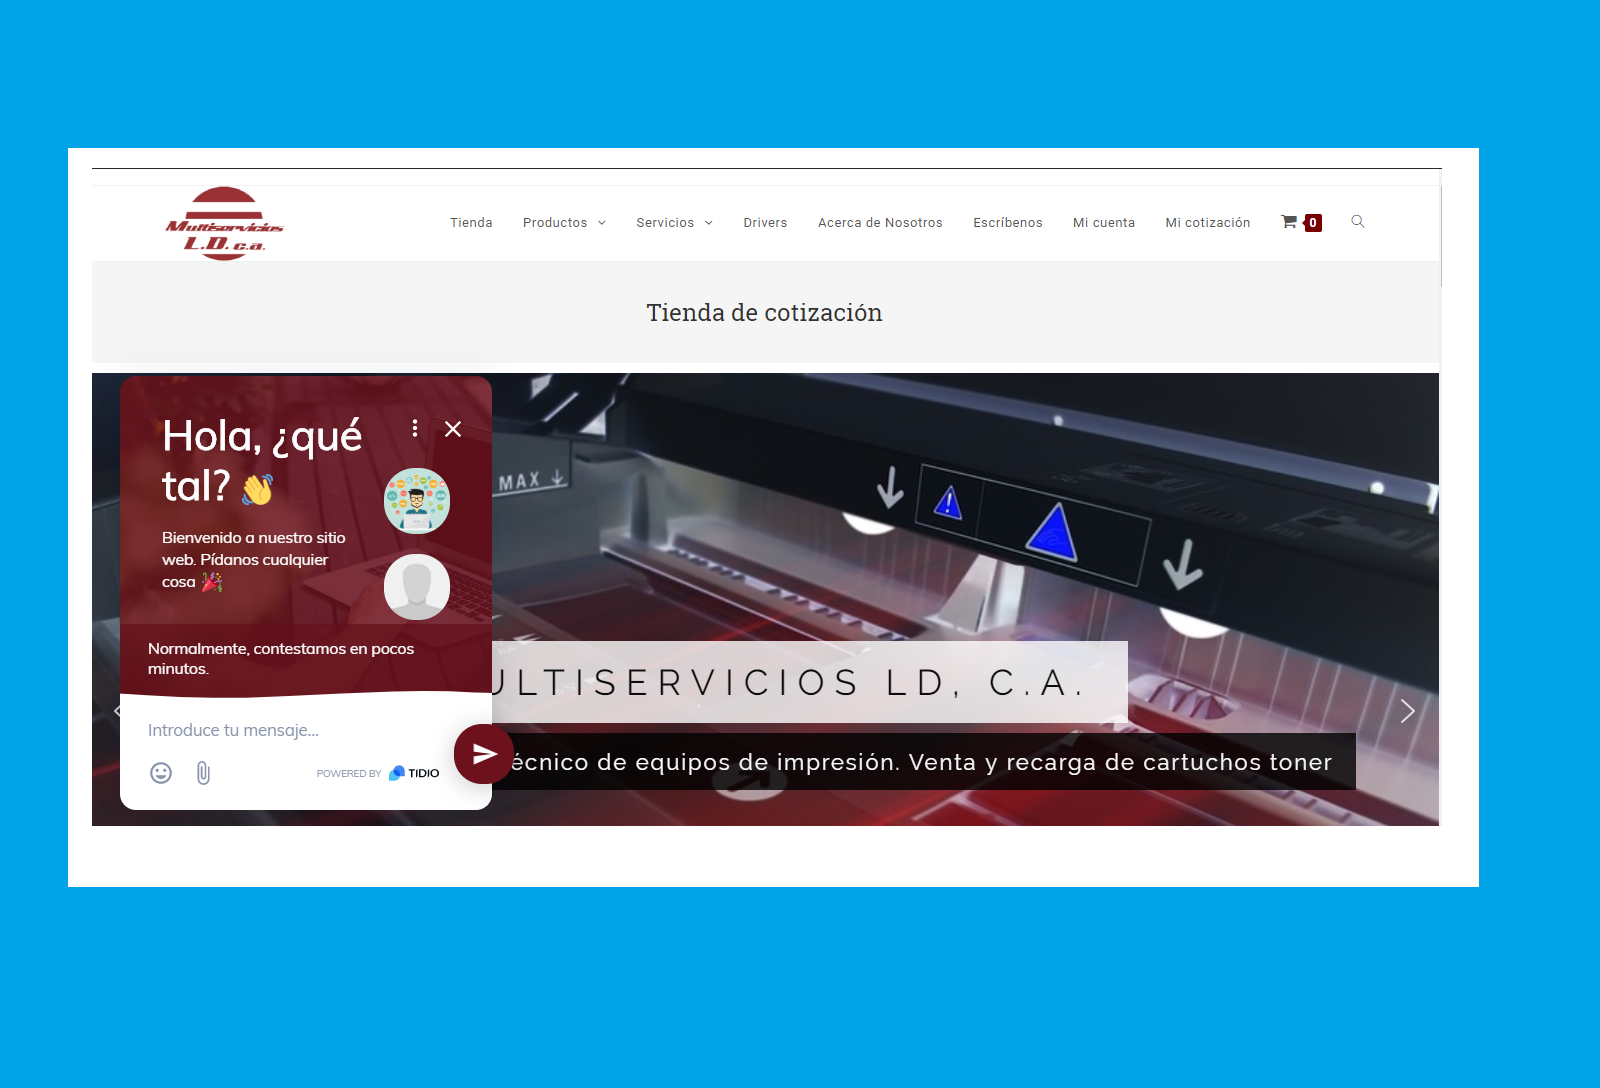 Multiservicios
L.D. c.a.
Tienda Productos Servicios Drivers Acerca de Nosotros Escríbenos Mi cuenta Mi cotización 0
Tienda de cotización
Hola, ¿qué
tal? 👋
Bienvenido a nuestro sitio
web. Pídanos cualquier
cosa 🎉
Normalmente, contestamos en pocos
minutos.
Introduce tu mensaje...
POWERED BY TIDIO
MAX
ULTISERVICIOS LD, C.A.
écnico de equipos de impresión. Venta y recarga de cartuchos toner